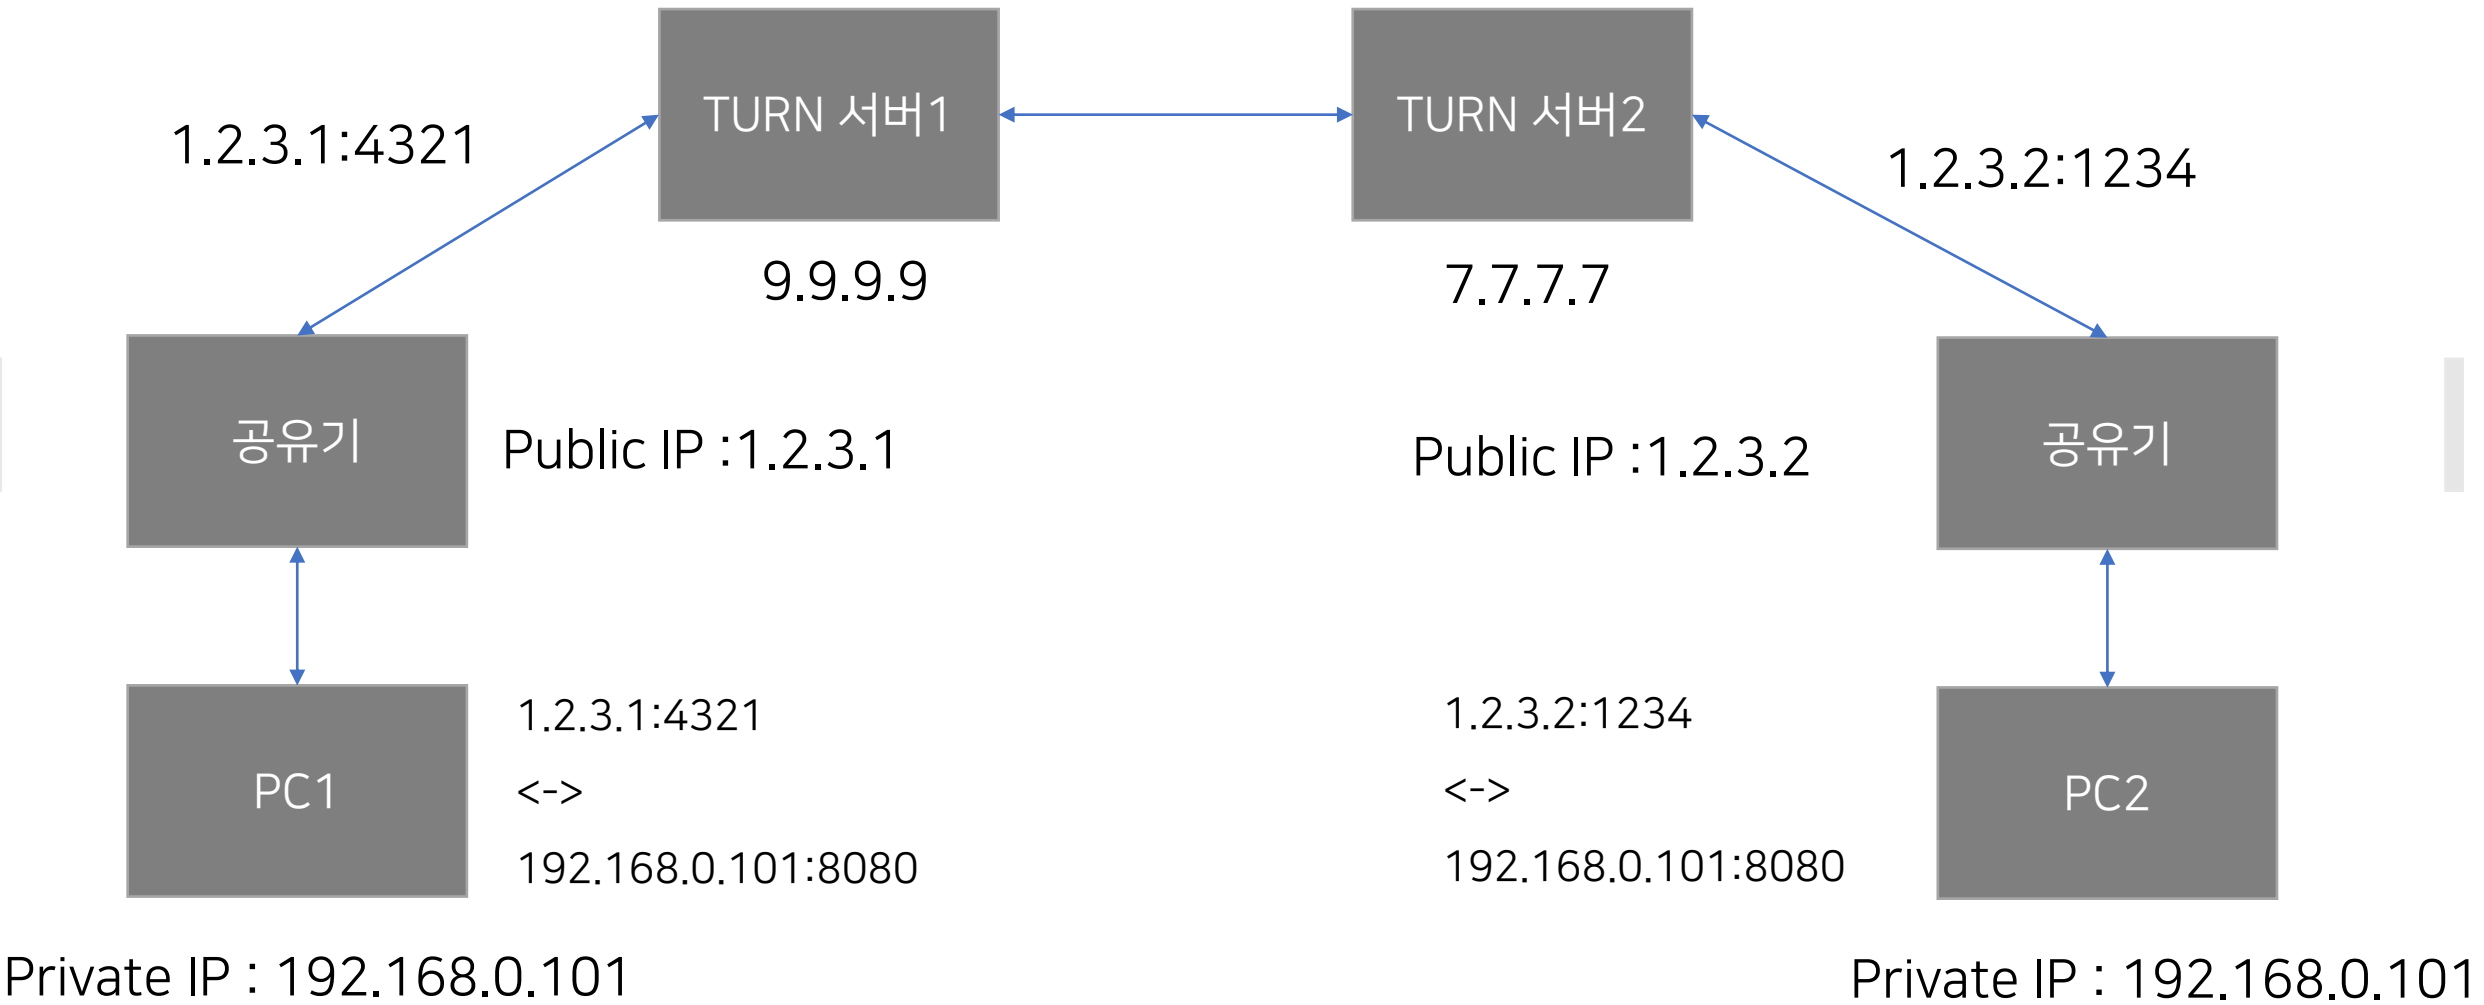 TURN 서버1
TURN 서버2
1.2.3.1:4321
1.2.3.2:1234
9.9.9.9
7.7.7.7
공유기
Public IP :1.2.3.1
Public IP :1.2.3.2
공유기
PC1
1.2.3.1:4321
<->
192.168.0.101:8080
1.2.3.2:1234
<->
192.168.0.101:8080
PC2
Private IP : 192.168.0.101
Private IP : 192.168.0.101